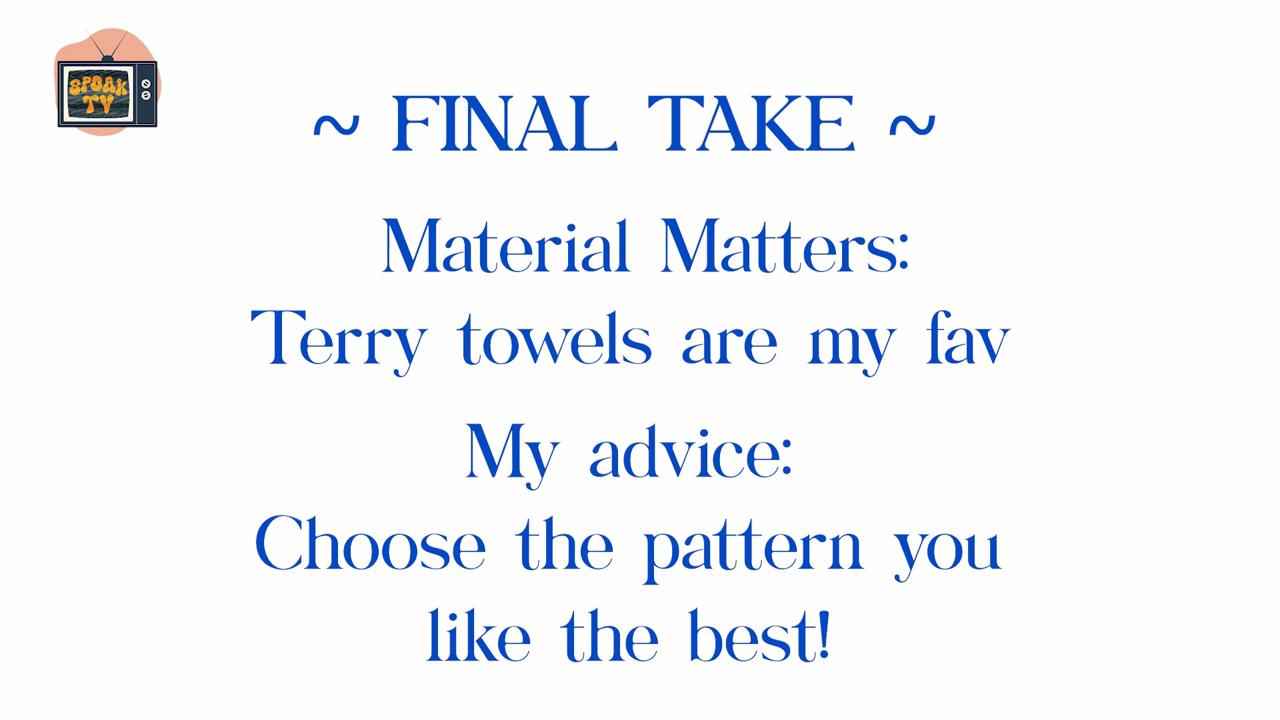 SPOAK
TV
~ FINAL TAKE ~
Material Matters:
Terry towels are my fav
My advice:
Choose the pattern you
like the best!